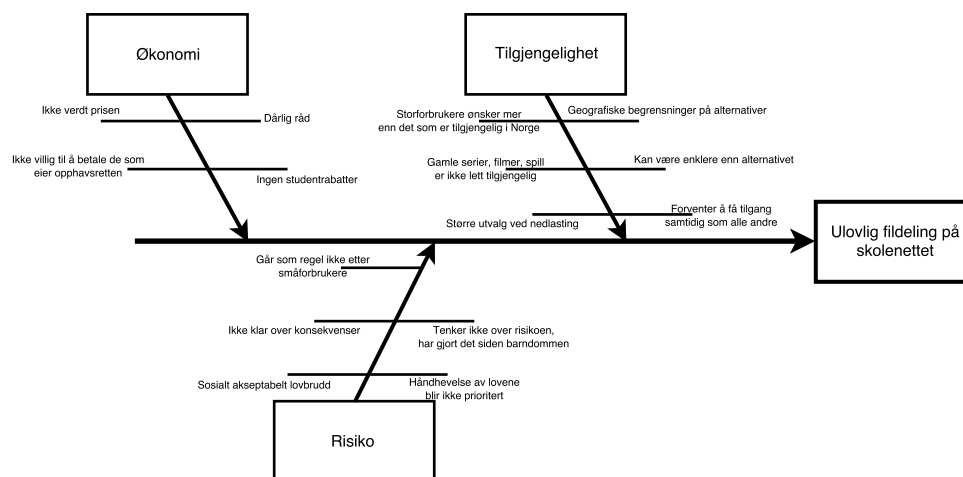 Økonomi
Tilgjengelighet
Ikke verdt prisen
Dårlig råd
Storforbrukere ønsker mer
enn det som er tilgjengelig i Norge
Geografiske begrensninger på alternativer
Ikke villig til å betale de som
eier opphavsretten
Ingen studentrabatter
Gamle serier, filmer, spill
er ikke lett tilgjengelig
Kan være enklere enn alternativet
Større utvalg ved nedlasting
Forventer å få tilgang
samtidig som alle andre
Ulovlig fildeling på
skolenettet
Går som regel ikke etter
småforbrukere
Ikke klar over konsekvenser
Tenker ikke over risikoen,
har gjort det siden barndommen
Sosialt akseptabelt lovbrudd
Håndhevelse av lovene
blir ikke prioritert
Risiko